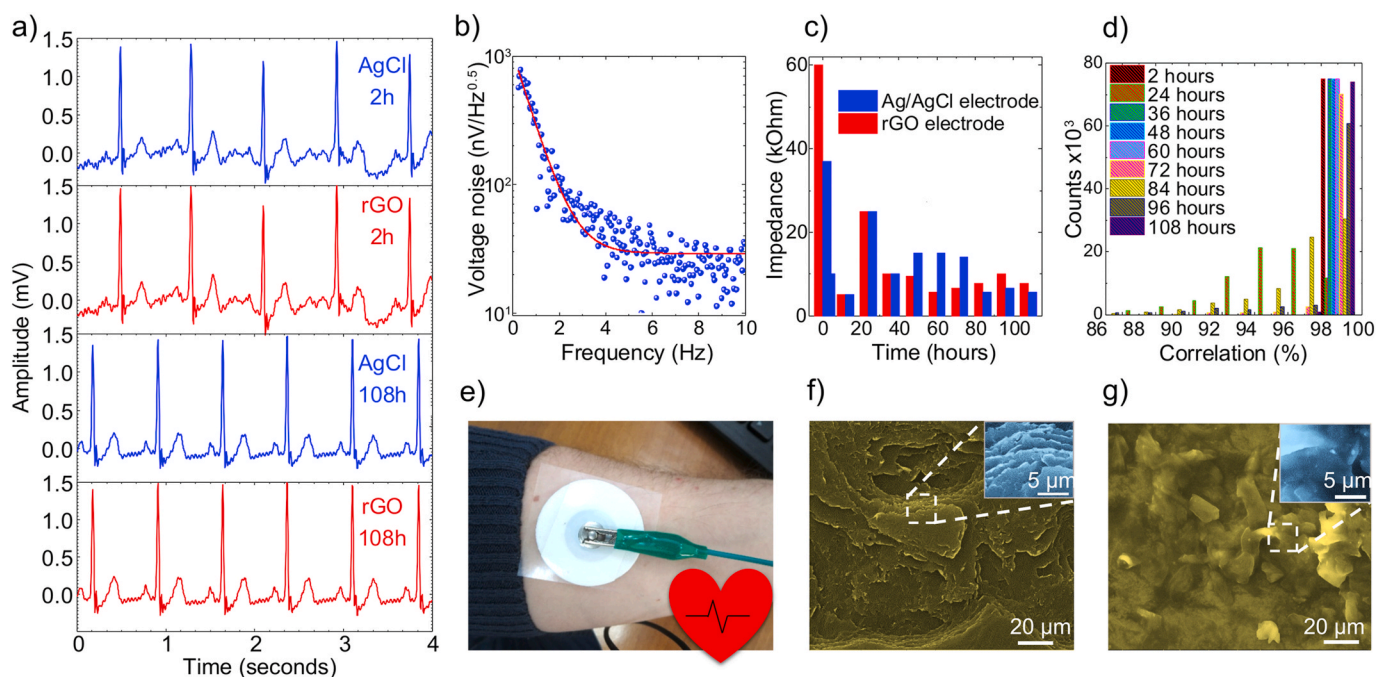 a)
Amplitude (mV)
1.5
1.0
0.5
0.0
AgCl
2h
1.5
1.0
0.5
0.0
rGO
2h
1.5
1.0
0.5
0.0
AgCl
108h
1.5
1.0
0.5
0.0
rGO
108h
0 1 2 3 4
Time (seconds)
b)
Voltage noise (nV/Hz0.5)
10³
10²
10¹
0 2 4 6 8 10
Frequency (Hz)
c)
Impedance (kOhm)
60
40
20
0
Ag/AgCl electrode
rGO electrode
0 20 40 60 80 100
Time (hours)
d)
Counts x10³
80
60
40
20
0
2 hours
24 hours
36 hours
48 hours
60 hours
72 hours
84 hours
96 hours
108 hours
86 88 90 92 94 96 98 100
Correlation (%)
e)
f)
5 µm
20 µm
g)
5 µm
20 µm